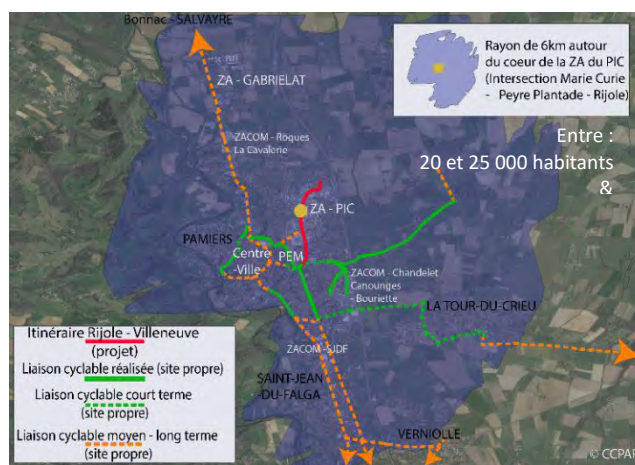 Bonnac - SALVAYRE
ZA - GABRIELAT
Rayon de 6km autour
du coeur de la ZA du PIC
(Intersection Marie Curie
- Peyre Plantade - Rijole)
Entre :
20 et 25 000 habitants
&
ZACOM - Roques
La Cavalerie
ZA - PIC
PAMIERS
Centre
-Ville
PEM
ZACOM - Chandelet
Canounges
- Bouriette
LA TOUR-DU-CRIEU
ZACOM -SJDF
SAINT-JEAN
-DU-FALGA
VERNIOLLE
Itinéraire Rijole - Villeneuve
(projet)
Liaison cyclable réalisée (site propre)
Liaison cyclable court terme
(site propre)
Liaison cyclable moyen - long terme
(site propre)
© CCPAP